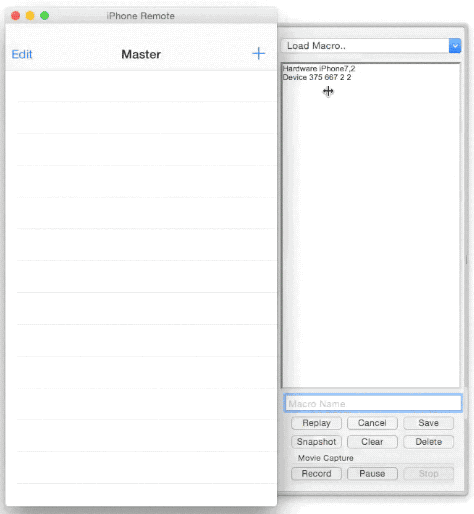 iPhone Remote
Edit
Master
+
Load Macro..
Hardware iPhone7,2
Device 375 667 2 2
Macro Name
Replay
Cancel
Save
Snapshot
Clear
Delete
Movie Capture
Record
Pause
Stop